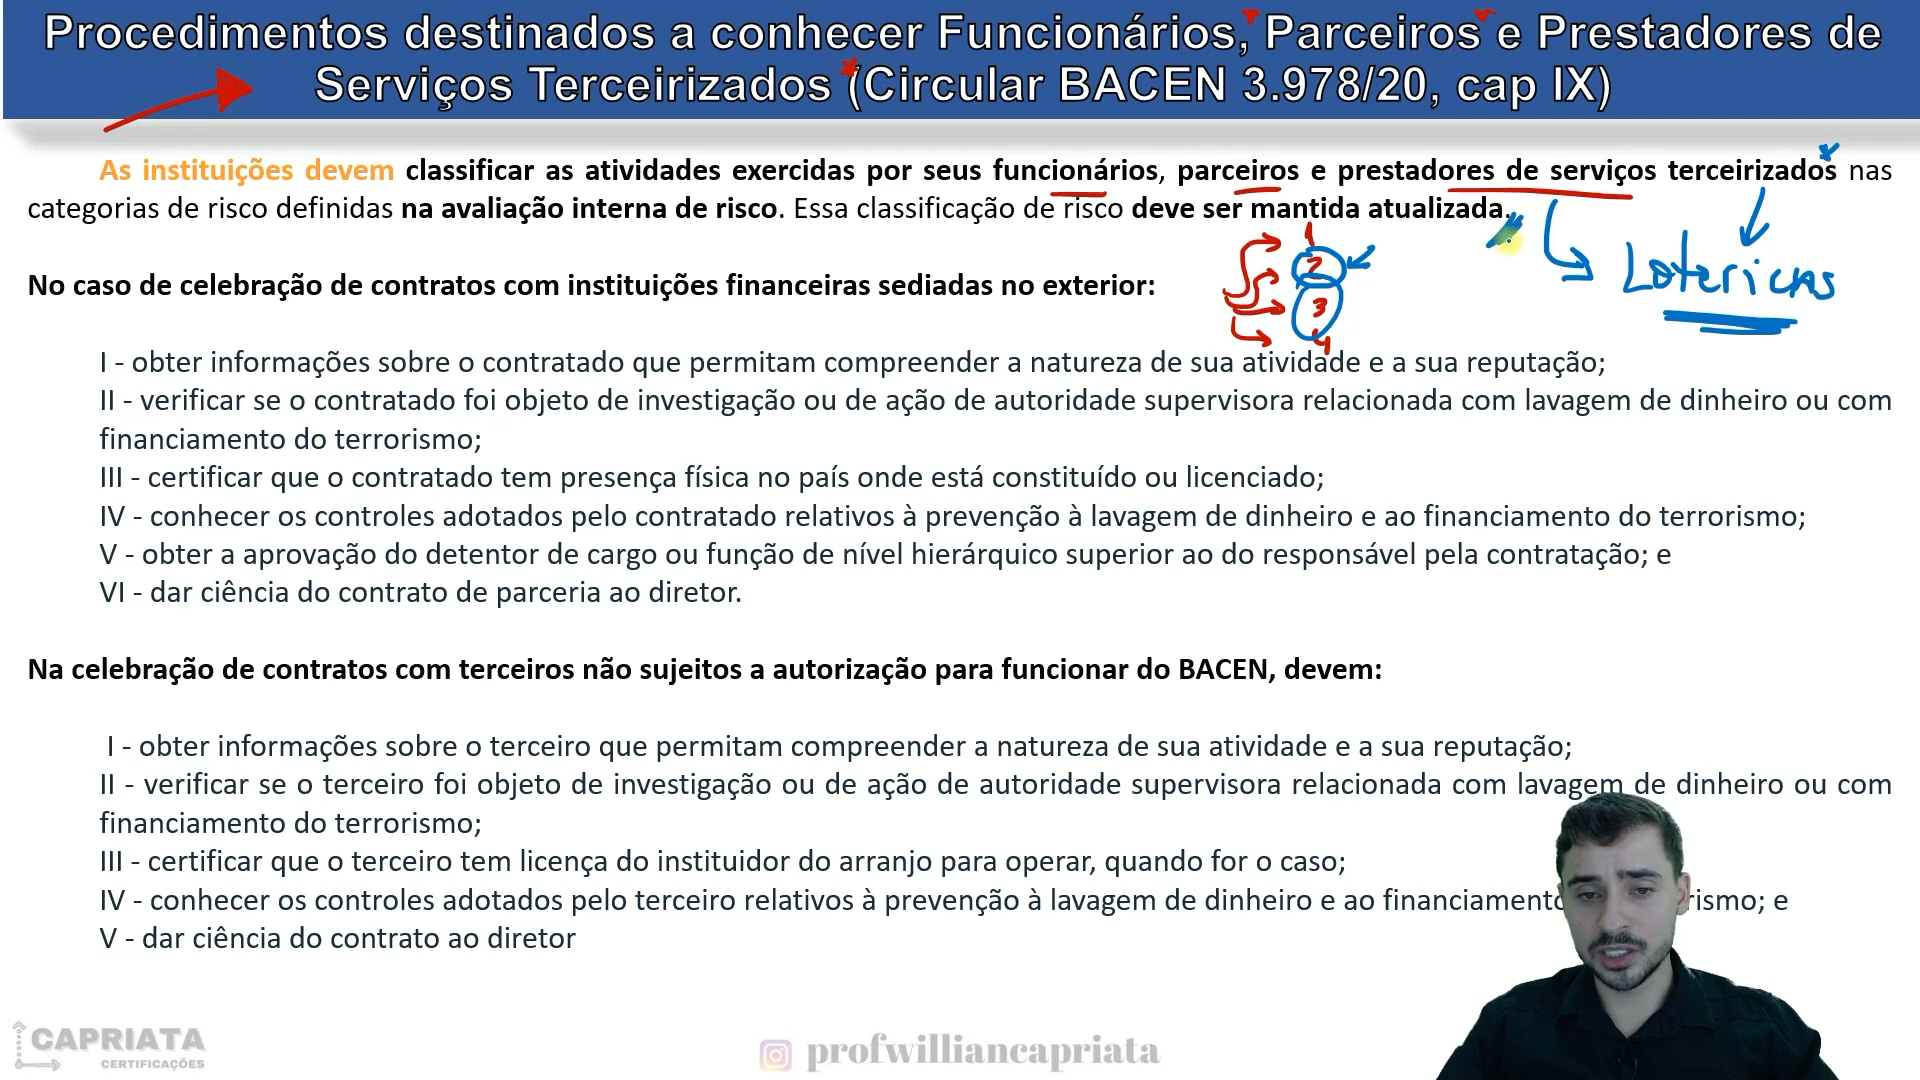 Procedimentos destinados a conhecer Funcionários, Parceiros e Prestadores de
Serviços Terceirizados (Circular BACEN 3.978/20, cap IX)
As instituições devem classificar as atividades exercidas por seus funcionários, parceiros e prestadores de serviços terceirizados nas
categorias de risco definidas na avaliação interna de risco. Essa classificação de risco deve ser mantida atualizada.
1
2
3
4
Lotericas
No caso de celebração de contratos com instituições financeiras sediadas no exterior:
I - obter informações sobre o contratado que permitam compreender a natureza de sua atividade e a sua reputação;
II - verificar se o contratado foi objeto de investigação ou de ação de autoridade supervisora relacionada com lavagem de dinheiro ou com
financiamento do terrorismo;
III - certificar que o contratado tem presença física no país onde está constituído ou licenciado;
IV - conhecer os controles adotados pelo contratado relativos à prevenção à lavagem de dinheiro e ao financiamento do terrorismo;
V - obter a aprovação do detentor de cargo ou função de nível hierárquico superior ao do responsável pela contratação; e
VI - dar ciência do contrato de parceria ao diretor.
Na celebração de contratos com terceiros não sujeitos a autorização para funcionar do BACEN, devem:
I - obter informações sobre o terceiro que permitam compreender a natureza de sua atividade e a sua reputação;
II - verificar se o terceiro foi objeto de investigação ou de ação de autoridade supervisora relacionada com lavagem de dinheiro ou com
financiamento do terrorismo;
III - certificar que o terceiro tem licença do instituidor do arranjo para operar, quando for o caso;
IV - conhecer os controles adotados pelo terceiro relativos à prevenção à lavagem de dinheiro e ao e
V - dar ciência do contrato ao diretor
CAPRIATA
CERTIFICAÇÕES
profwilliancapriata